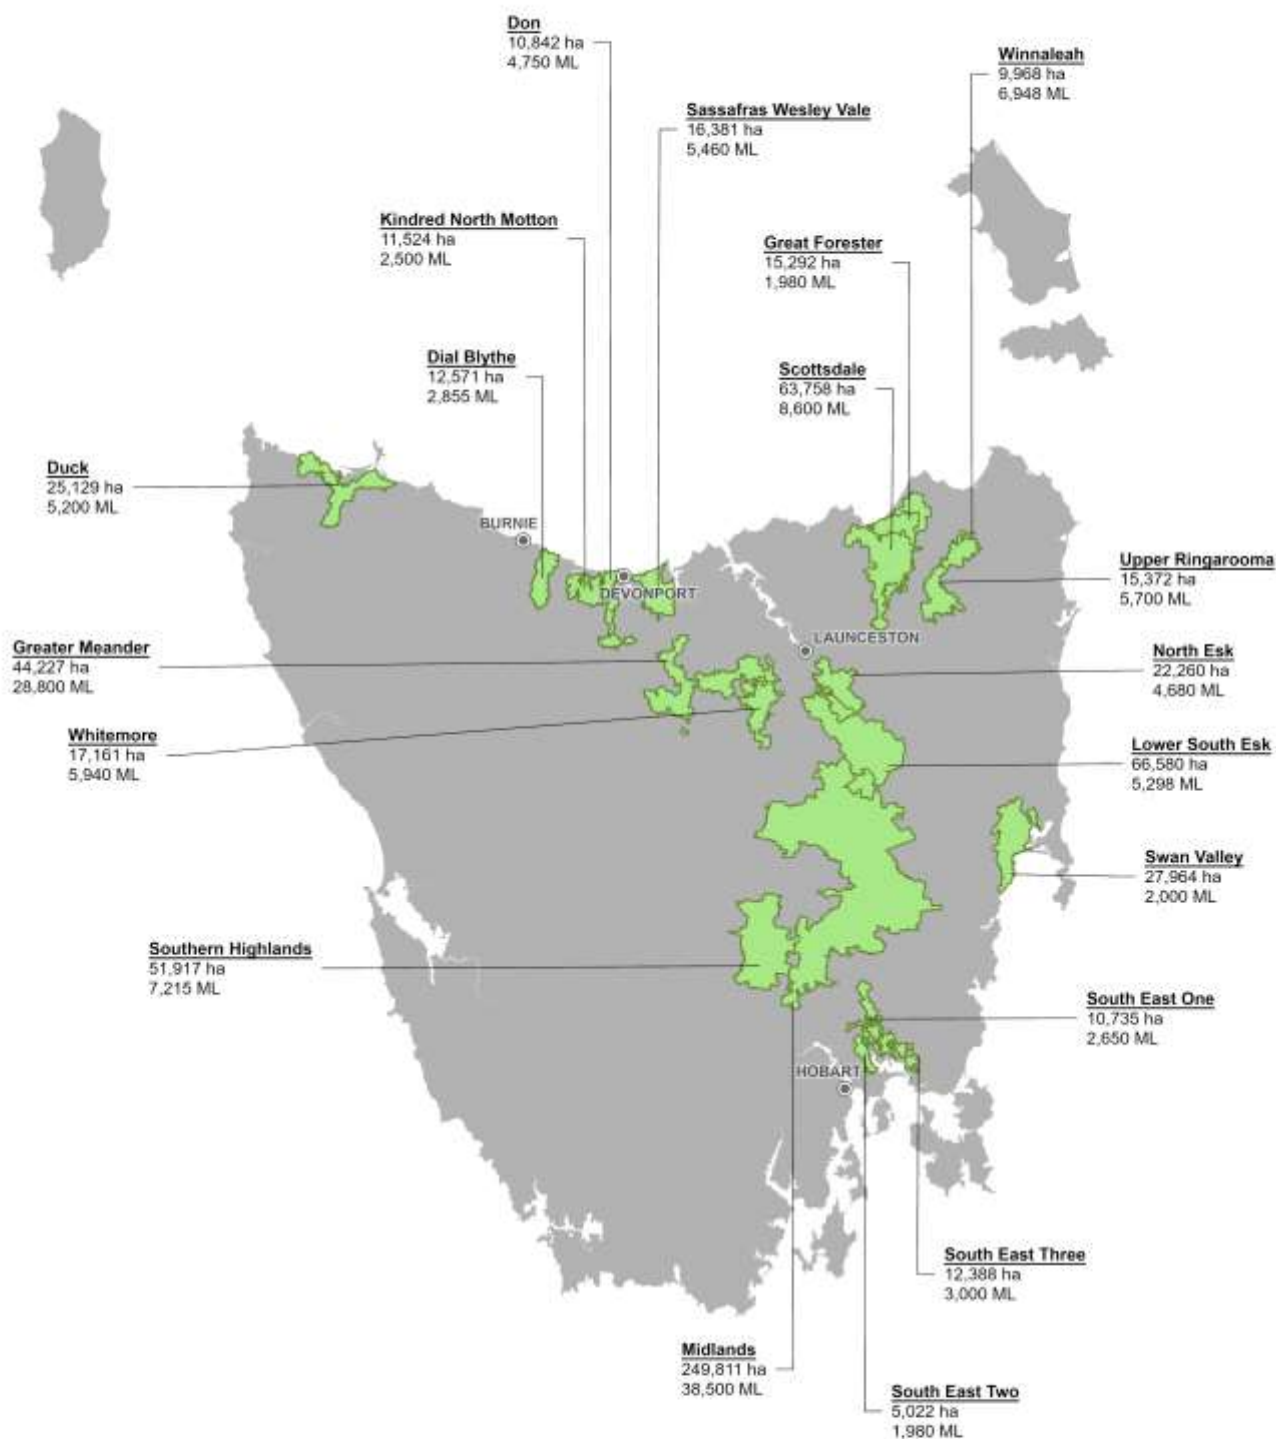 Don
10,842 ha
4,750 ML
Winnaleah
9,968 ha
6,948 ML
Sassafras Wesley Vale
16,381 ha
5,460 ML
Kindred North Motton
11,524 ha
2,500 ML
Great Forester
15,292 ha
1,980 ML
Dial Blythe
12,571 ha
2,855 ML
Scottsdale
63,758 ha
8,600 ML
Duck
25,129 ha
5,200 ML
BURNIE
DEVONPORT
Upper Ringarooma
15,372 ha
5,700 ML
LAUNCESTON
Greater Meander
44,227 ha
28,800 ML
North Esk
22,260 ha
4,680 ML
Whitemore
17,161 ha
5,940 ML
Lower South Esk
66,580 ha
5,298 ML
Swan Valley
27,964 ha
2,000 ML
Southern Highlands
51,917 ha
7,215 ML
South East One
10,735 ha
2,650 ML
HOBART
South East Three
12,388 ha
3,000 ML
Midlands
249,811 ha
38,500 ML
South East Two
5,022 ha
1,980 ML